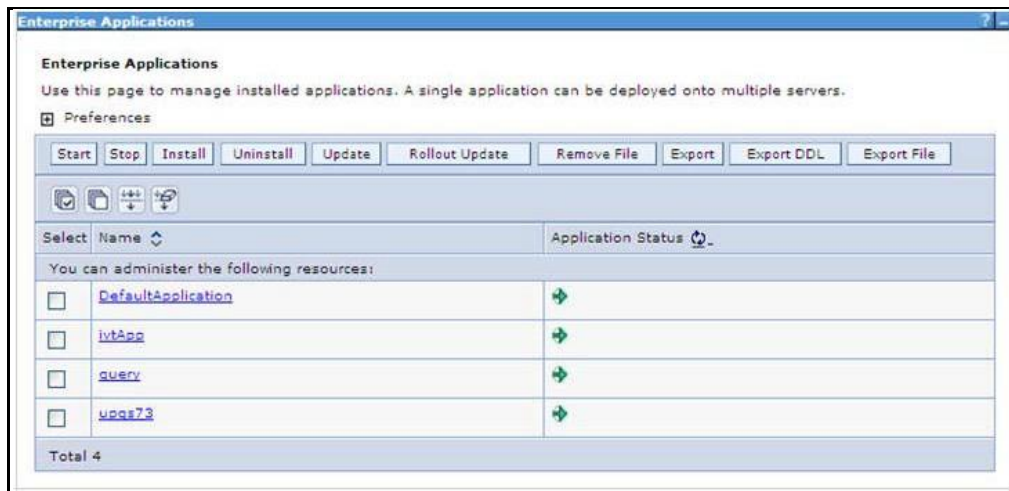 Enterprise Applications
Enterprise Applications
Use this page to manage installed applications. A single application can be deployed onto multiple servers.
Preferences
Start Stop Install Uninstall Update Rollout Update Remove File Export Export DDL Export File
Select Name Application Status
You can administer the following resources:
DefaultApplication
ivtApp
query
upgs73
Total 4